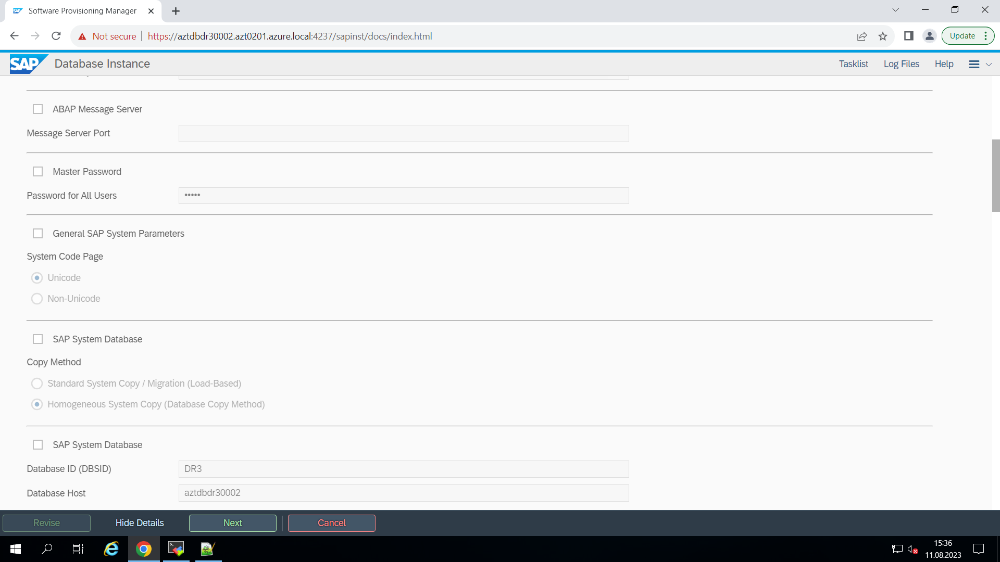 SAP Software Provisioning Manager
Not secure https://aztdbdr30002.azt0201.azure.local:4237/sapinst/docs/index.html Update
SAP Database Instance Tasklist Log Files Help
ABAP Message Server
Message Server Port
Master Password
Password for All Users •••••
General SAP System Parameters
System Code Page
Unicode
Non-Unicode
SAP System Database
Copy Method
Standard System Copy / Migration (Load-Based)
Homogeneous System Copy (Database Copy Method)
SAP System Database
Database ID (DBSID) DR3
Database Host aztdbdr30002
Revise Hide Details Next Cancel
15:36
11.08.2023